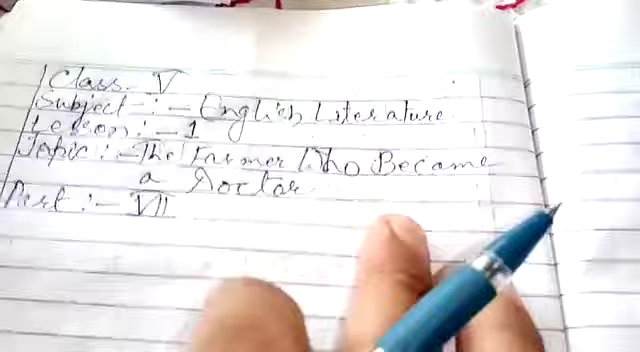 Class. V
Subject :- English Literature
Lesson :- 1
Topic :- The Farmer Who Became
a Doctor.
Part :- VII